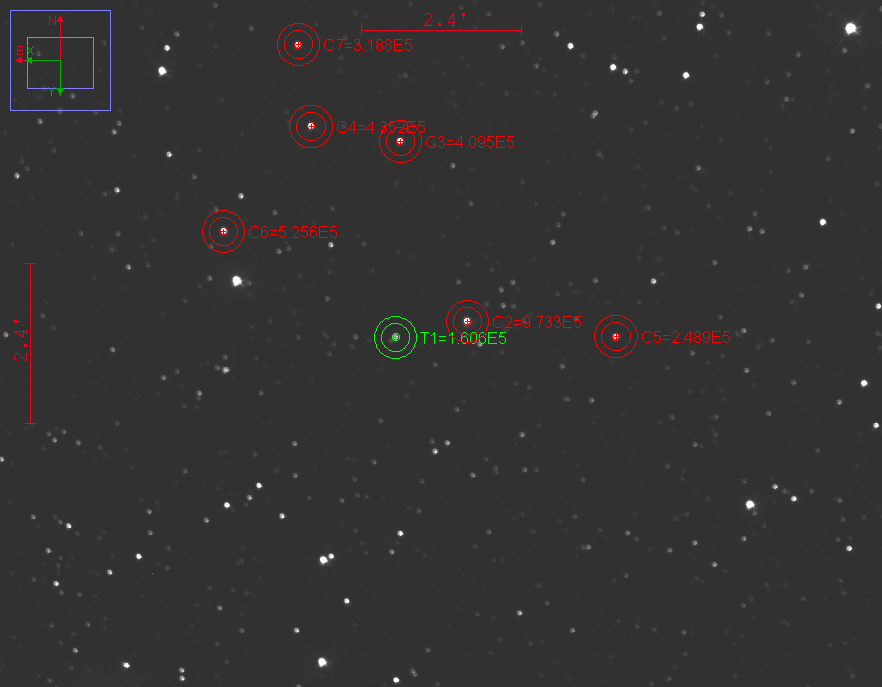 2.4'
N
C7=3.188E5
E X
Y
C4=4.352E5
C3=4.095E5
C6=5.256E5
2.4'
C2=9.733E5
T1=1.606E5
C5=2.489E5